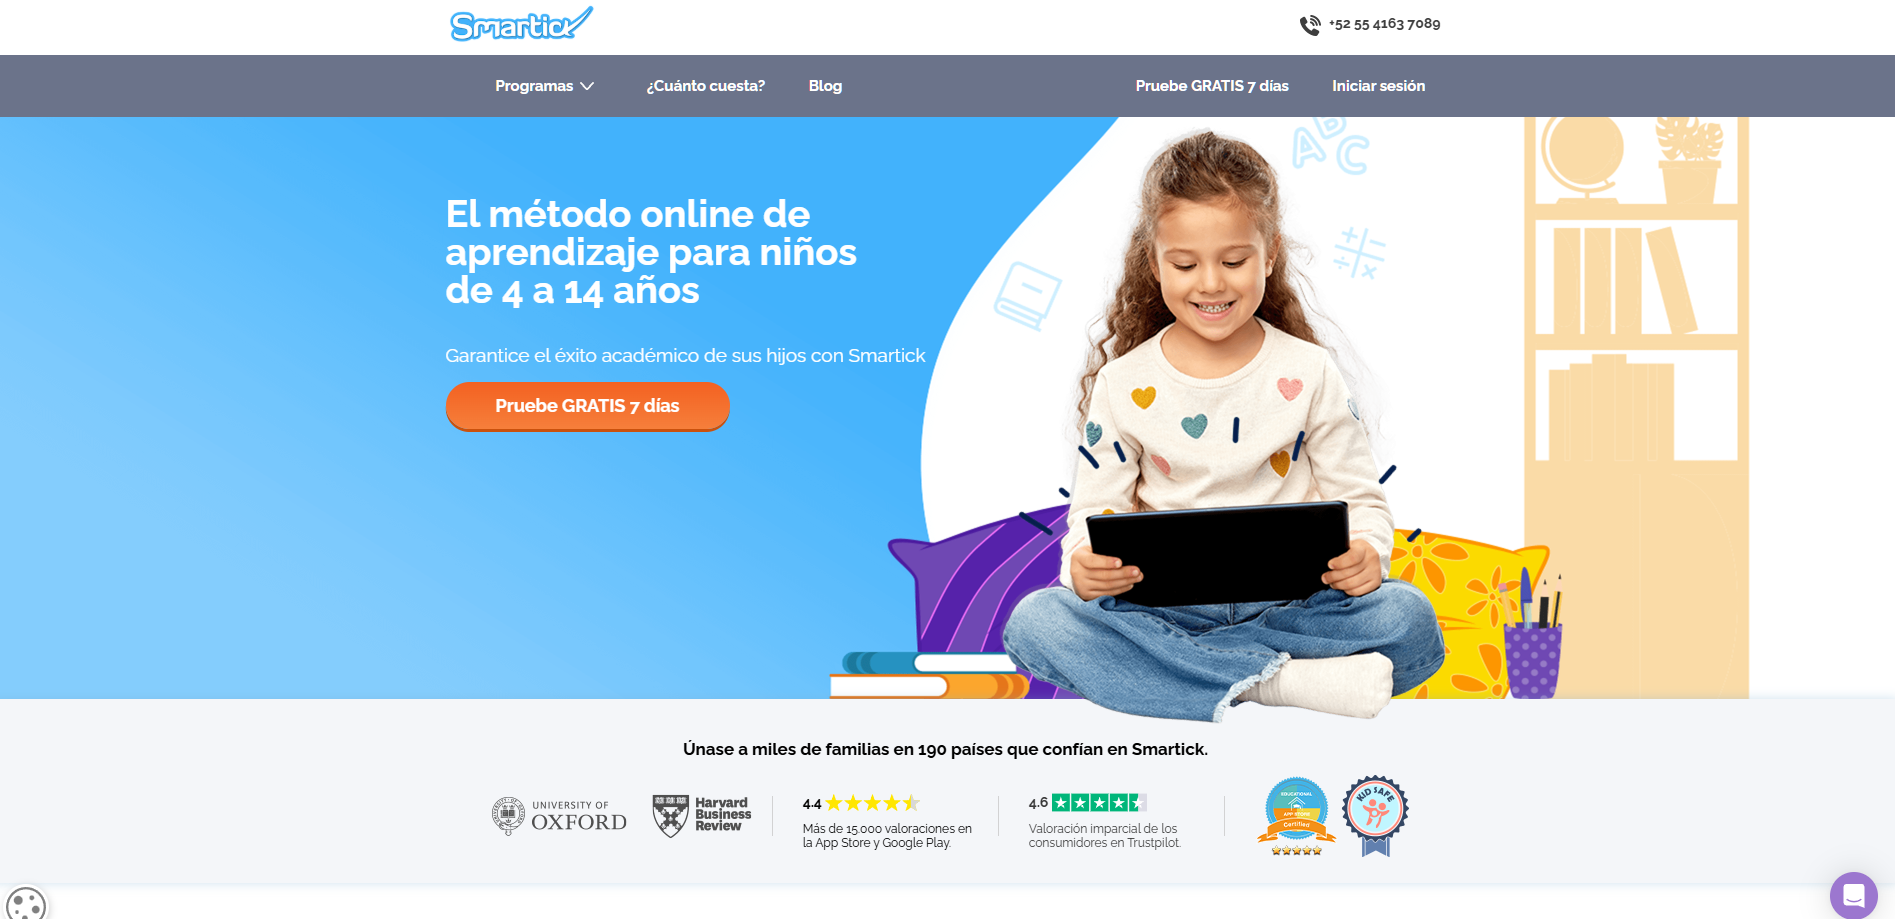 Smartick
+52 55 4163 7089
Programas
¿Cuánto cuesta?
Blog
Pruebe GRATIS 7 días
Iniciar sesión
El método online de
aprendizaje para niños
de 4 a 14 años
Garantice el éxito académico de sus hijos con Smartick
Pruebe GRATIS 7 días
ABC
Únase a miles de familias en 190 países que confían en Smartick.
UNIVERSITY OF
OXFORD
Harvard
Business
Review
4.4
Más de 15.000 valoraciones en
la App Store y Google Play.
4.6
Valoración imparcial de los
consumidores en Trustpilot.
EDUCATIONAL
APP STORE
Certified
KID SAFE